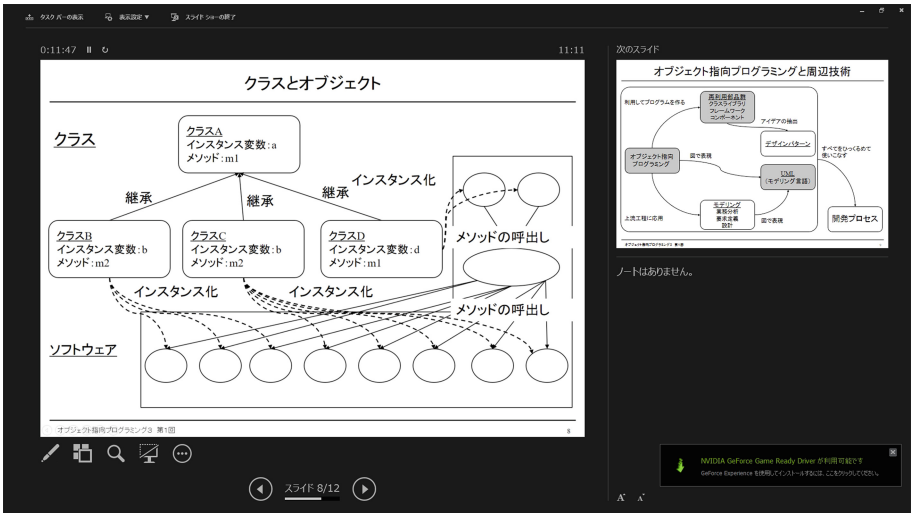 タスク バーの表示
表示設定 ▼
スライド ショーの終了
0:11:47
11:11
次のスライド
クラスとオブジェクト
クラス
クラスA
インスタンス変数:a
メソッド:m1
インスタンス化
継承
継承
継承
クラスB
インスタンス変数:b
メソッド:m2
クラスC
インスタンス変数:b
メソッド:m2
クラスD
インスタンス変数:d
メソッド:m1
メソッドの呼出し
インスタンス化
インスタンス化
メソッドの呼出し
ソフトウェア
オブジェクト指向プログラミング3 第1回
8
オブジェクト指向プログラミングと周辺技術
利用してプログラムを作る
再利用部品群
クラスライブラリ
フレームワーク
コンポーネント
アイデアの抽出
デザインパターン
すべてをひっくるめて
使いこなす
オブジェクト指向
プログラミング
図で表現
UML
(モデリング言語)
上流工程に応用
モデリング
業務分析
要求定義
設計
図で表現
開発プロセス
オブジェクト指向プログラミング3 第1回
ノートはありません。
スライド 8/12
NVIDIA GeForce Game Ready Driver が利用可能です
GeForce Experience を使用してインストールするには、ここをクリックしてください。
A
A